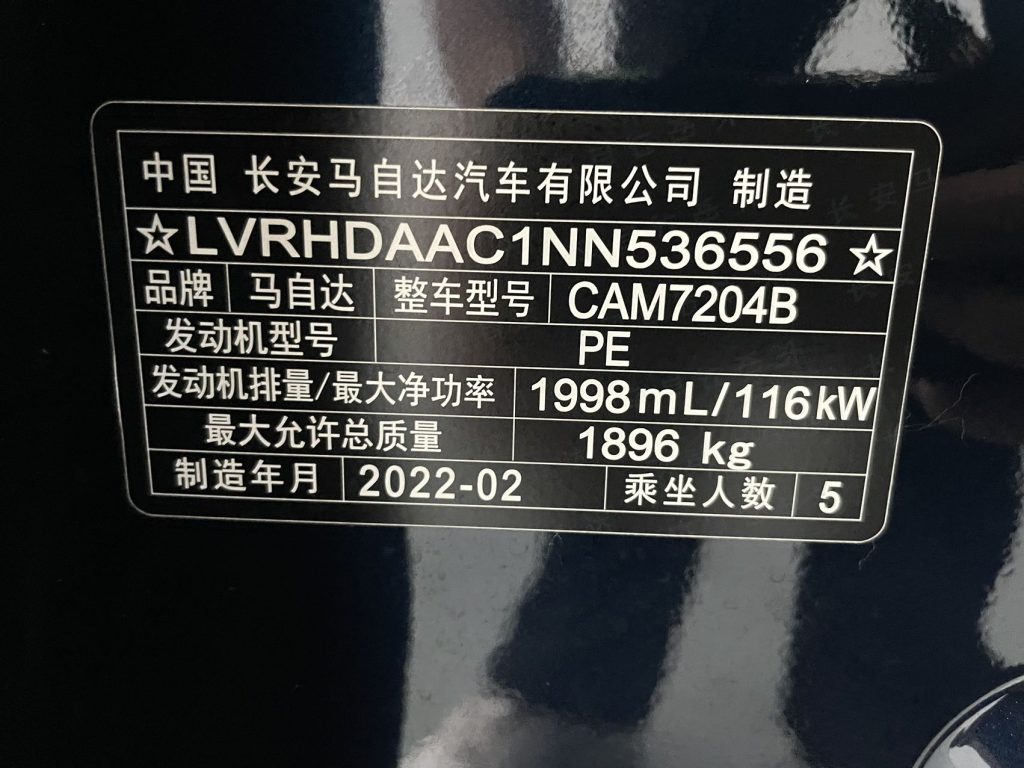 中国 长安马自达汽车有限公司 制造
☆LVRHDAAC1NN536556☆
品牌 马自达 整车型号 CAM7204B
发动机型号 PE
发动机排量/最大净功率 1998mL/116kW
最大允许总质量 1896 kg
制造年月 2022-02 乘坐人数 5